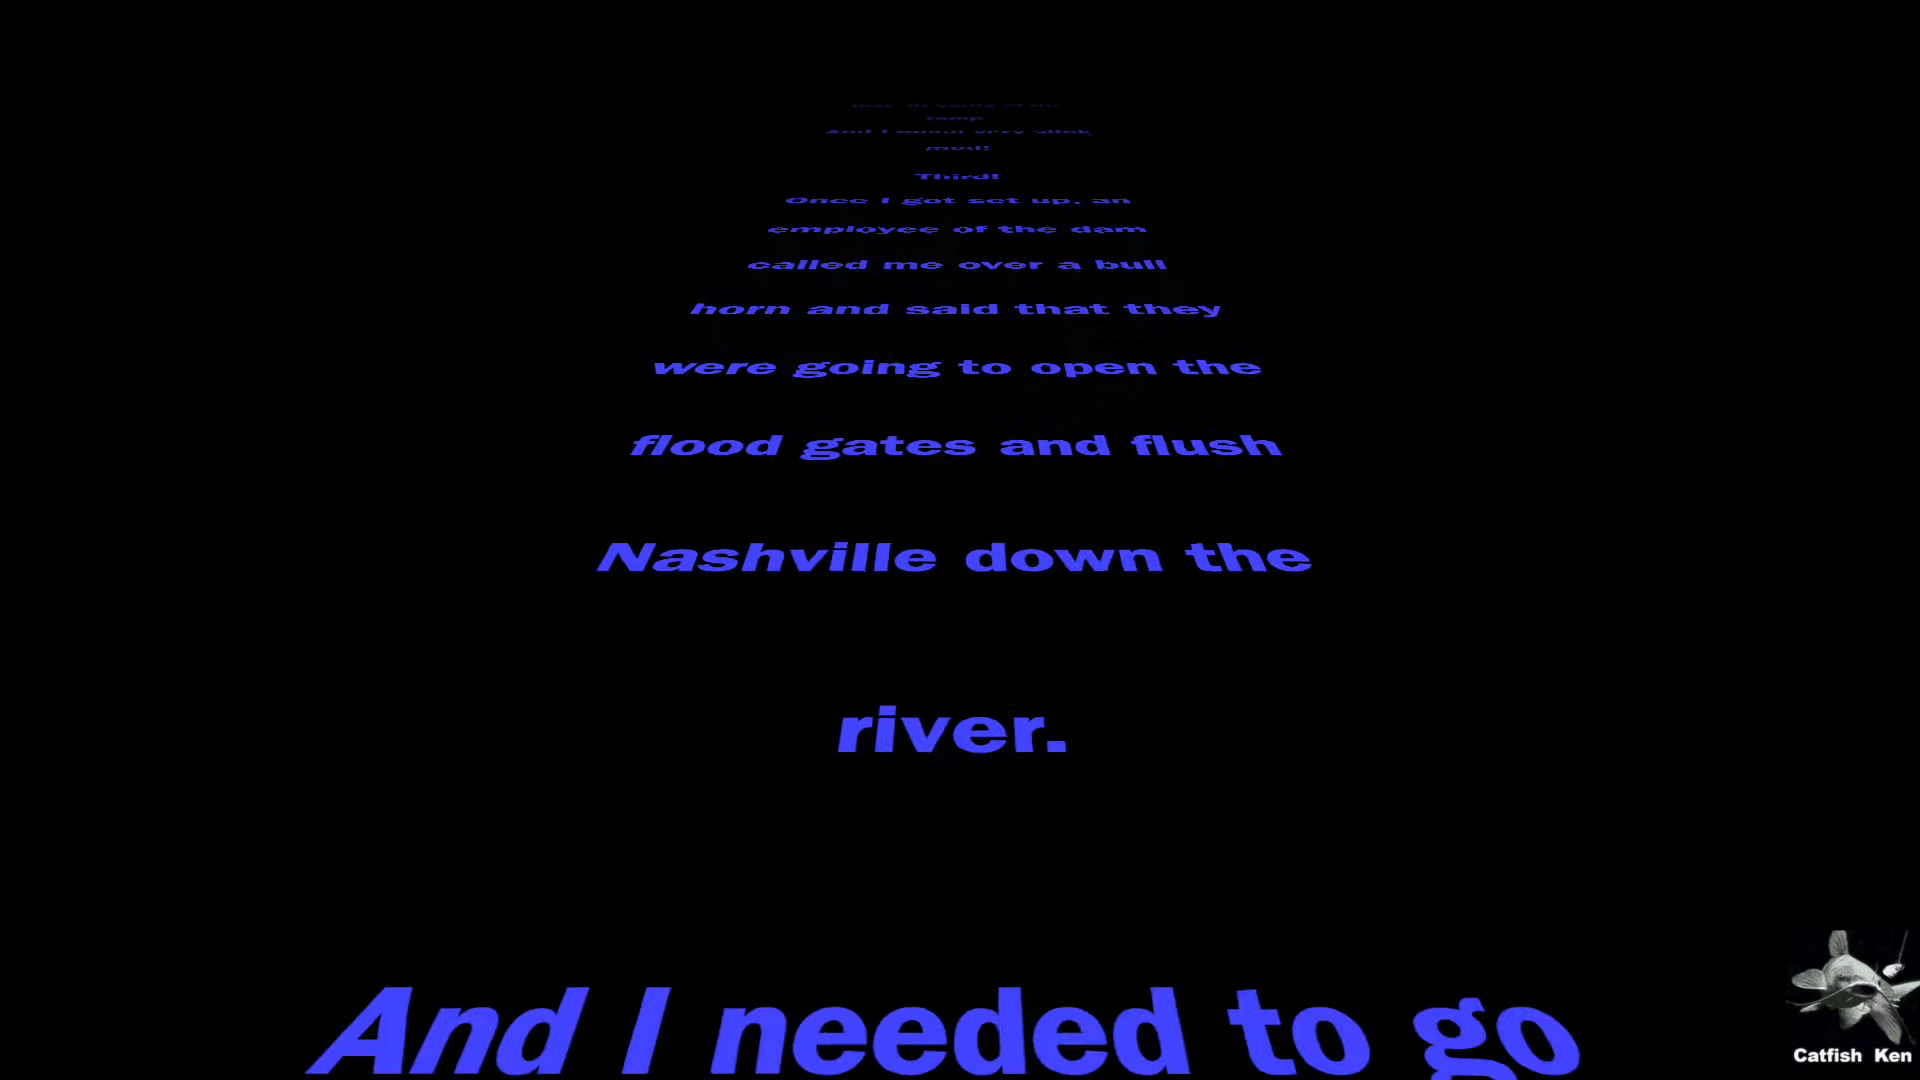 ramp
mud!
Third!
Once I got set up, an
employee of the dam
called me over a bull
horn and said that they
were going to open the
flood gates and flush
Nashville down the
river.
And I needed to go
Catfish Ken